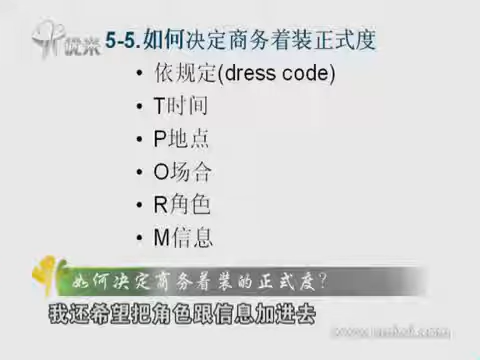 优米
5-5.如何决定商务着装正式度
• 依规定(dress code)
• T时间
• P地点
• O场合
• R角色
• M信息
如何决定商务着装的正式度?
我还希望把角色跟信息加进去